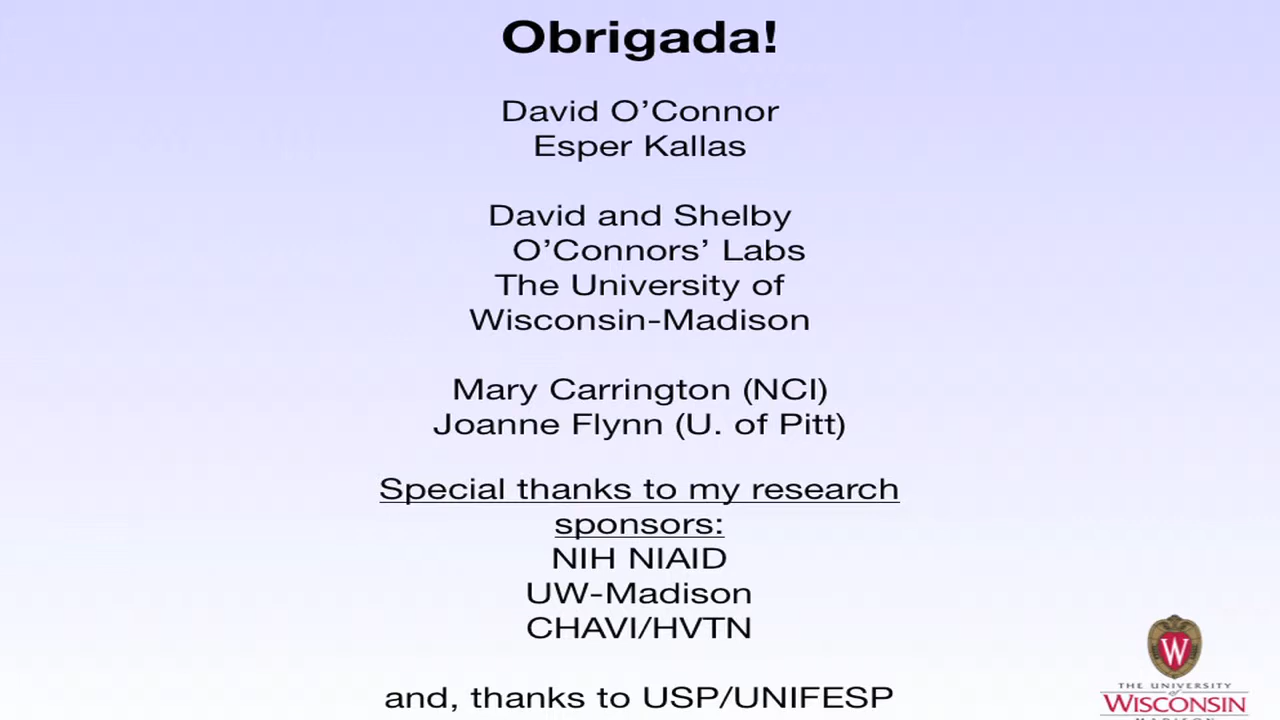 Obrigada!
David O’Connor
Esper Kallas
David and Shelby
O’Connors’ Labs
The University of
Wisconsin-Madison
Mary Carrington (NCI)
Joanne Flynn (U. of Pitt)
Special thanks to my research
sponsors:
NIH NIAID
UW-Madison
CHAVI/HVTN
and, thanks to USP/UNIFESP
W
THE UNIVERSITY
of
WISCONSIN
MADISON